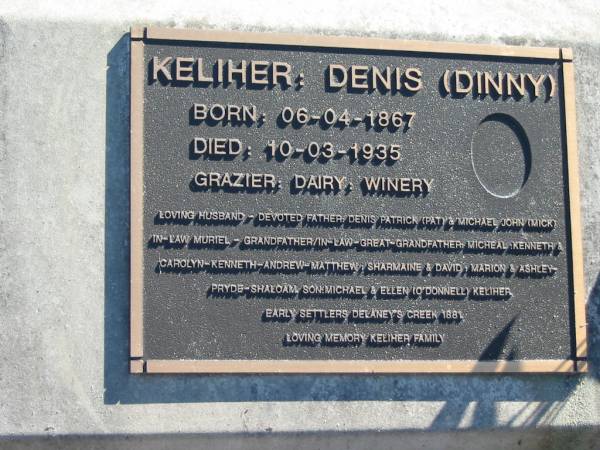 KELIHER: DENIS (DINNY)
BORN: 06-04-1867
DIED: 10-03-1935
GRAZIER; DAIRY; WINERY
LOVING HUSBAND - DEVOTED FATHER; DENIS PATRICK (PAT) & MICHAEL JOHN (MICK)
IN-LAW MURIEL - GRANDFATHER/IN-LAW-GREAT-GRANDFATHER; MICHEAL; KENNETH &
CAROLYN-KENNETH-ANDREW-MATTHEW; SHARMAINE & DAVID; MARION & ASHLEY-
PRYDE-SHALOAM. SON; MICHAEL & ELLEN (O'DONNELL) KELIHER.
EARLY SETTLERS DELANEY'S CREEK 1881.
LOVING MEMORY KELIHER FAMILY